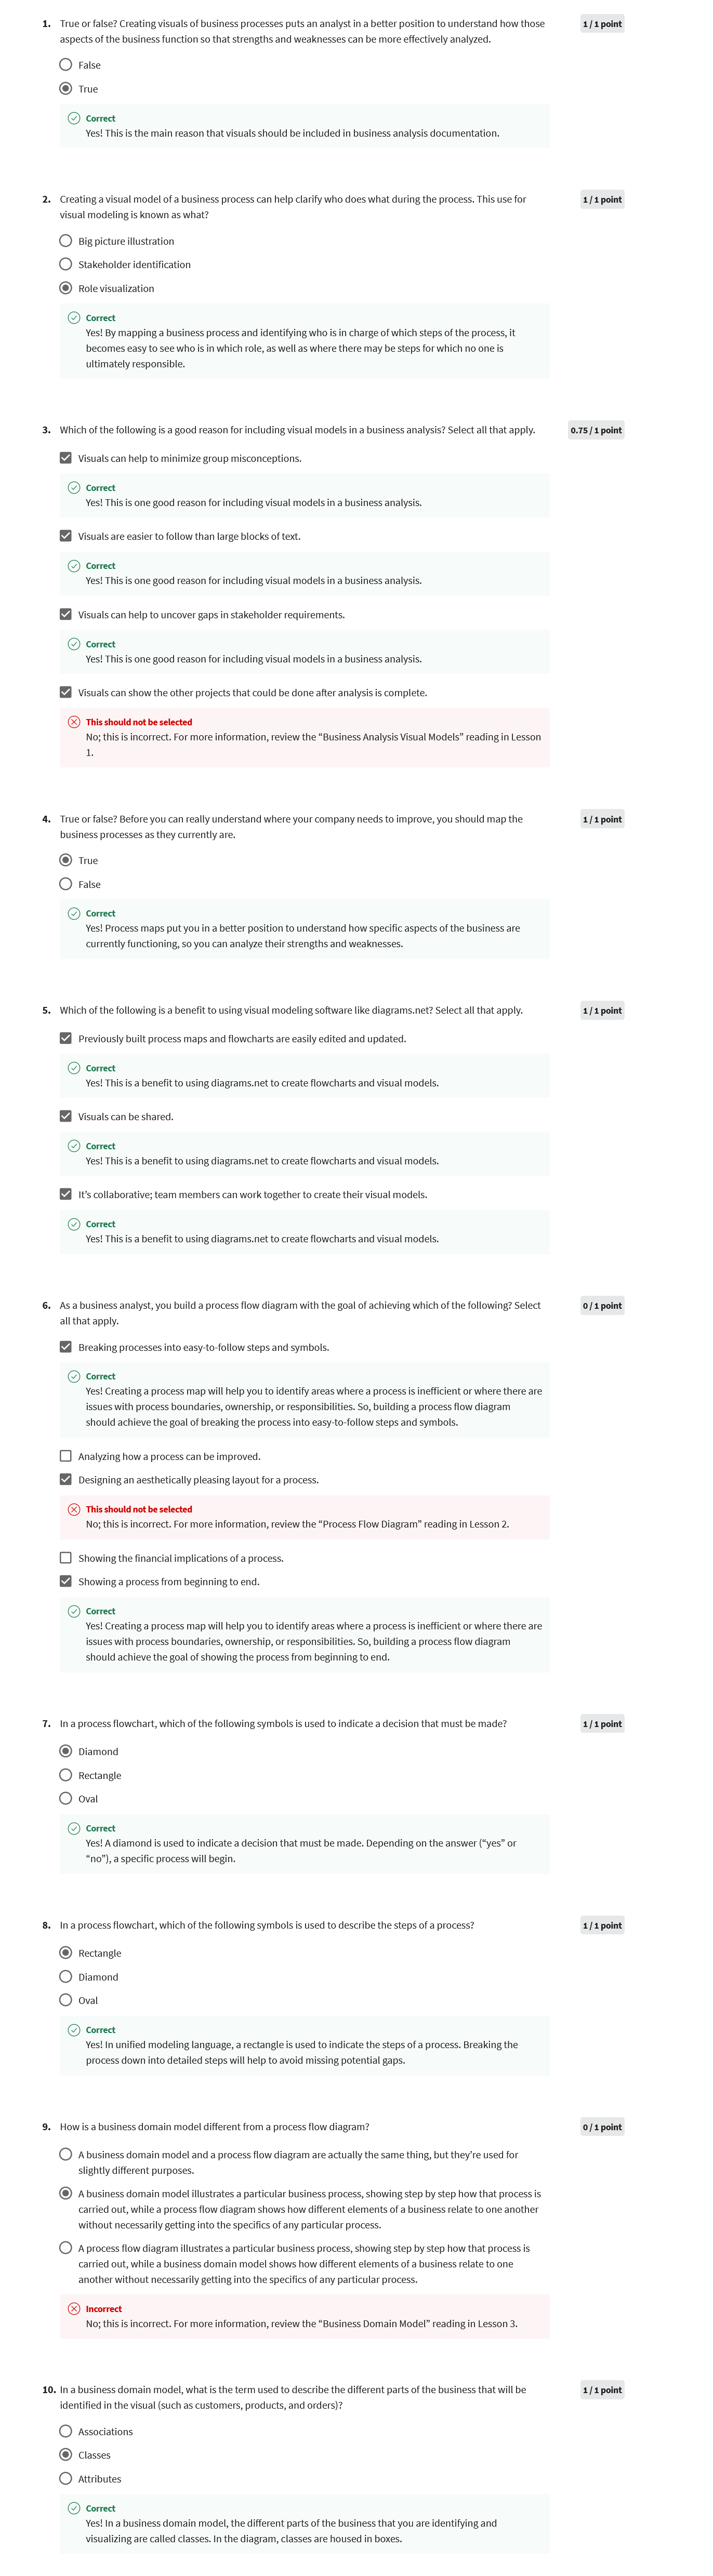 1. True or false? Creating visuals of business processes puts an analyst in a better position to understand how those
aspects of the business function so that strengths and weaknesses can be more effectively analyzed.
1 / 1 point
False
True
Correct
Yes! This is the main reason that visuals should be included in business analysis documentation.
2. Creating a visual model of a business process can help clarify who does what during the process. This use for
visual modeling is known as what?
1 / 1 point
Big picture illustration
Stakeholder identification
Role visualization
Correct
Yes! By mapping a business process and identifying who is in charge of which steps of the process, it
becomes easy to see who is in which role, as well as where there may be steps for which no one is
ultimately responsible.
3. Which of the following is a good reason for including visual models in a business analysis? Select all that apply.
0.75 / 1 point
Visuals can help to minimize group misconceptions.
Correct
Yes! This is one good reason for including visual models in a business analysis.
Visuals are easier to follow than large blocks of text.
Correct
Yes! This is one good reason for including visual models in a business analysis.
Visuals can help to uncover gaps in stakeholder requirements.
Correct
Yes! This is one good reason for including visual models in a business analysis.
Visuals can show the other projects that could be done after analysis is complete.
This should not be selected
No; this is incorrect. For more information, review the “Business Analysis Visual Models” reading in Lesson
1.
4. True or false? Before you can really understand where your company needs to improve, you should map the
business processes as they currently are.
1 / 1 point
True
False
Correct
Yes! Process maps put you in a better position to understand how specific aspects of the business are
currently functioning, so you can analyze their strengths and weaknesses.
5. Which of the following is a benefit to using visual modeling software like diagrams.net? Select all that apply.
1 / 1 point
Previously built process maps and flowcharts are easily edited and updated.
Correct
Yes! This is a benefit to using diagrams.net to create flowcharts and visual models.
Visuals can be shared.
Correct
Yes! This is a benefit to using diagrams.net to create flowcharts and visual models.
It’s collaborative; team members can work together to create their visual models.
Correct
Yes! This is a benefit to using diagrams.net to create flowcharts and visual models.
6. As a business analyst, you build a process flow diagram with the goal of achieving which of the following? Select
all that apply.
0 / 1 point
Breaking processes into easy-to-follow steps and symbols.
Correct
Yes! Creating a process map will help you to identify areas where a process is inefficient or where there are
issues with process boundaries, ownership, or responsibilities. So, building a process flow diagram
should achieve the goal of breaking the process into easy-to-follow steps and symbols.
Analyzing how a process can be improved.
Designing an aesthetically pleasing layout for a process.
This should not be selected
No; this is incorrect. For more information, review the “Process Flow Diagram” reading in Lesson 2.
Showing the financial implications of a process.
Showing a process from beginning to end.
Correct
Yes! Creating a process map will help you to identify areas where a process is inefficient or where there are
issues with process boundaries, ownership, or responsibilities. So, building a process flow diagram
should achieve the goal of showing the process from beginning to end.
7. In a process flowchart, which of the following symbols is used to indicate a decision that must be made?
1 / 1 point
Diamond
Rectangle
Oval
Correct
Yes! A diamond is used to indicate a decision that must be made. Depending on the answer (“yes” or
“no”), a specific process will begin.
8. In a process flowchart, which of the following symbols is used to describe the steps of a process?
1 / 1 point
Rectangle
Diamond
Oval
Correct
Yes! In unified modeling language, a rectangle is used to indicate the steps of a process. Breaking the
process down into detailed steps will help to avoid missing potential gaps.
9. How is a business domain model different from a process flow diagram?
0 / 1 point
A business domain model and a process flow diagram are actually the same thing, but they’re used for
slightly different purposes.
A business domain model illustrates a particular business process, showing step by step how that process is
carried out, while a process flow diagram shows how different elements of a business relate to one another
without necessarily getting into the specifics of any particular process.
A process flow diagram illustrates a particular business process, showing step by step how that process is
carried out, while a business domain model shows how different elements of a business relate to one
another without necessarily getting into the specifics of any particular process.
Incorrect
No; this is incorrect. For more information, review the “Business Domain Model” reading in Lesson 3.
10. In a business domain model, what is the term used to describe the different parts of the business that will be
identified in the visual (such as customers, products, and orders)?
1 / 1 point
Associations
Classes
Attributes
Correct
Yes! In a business domain model, the different parts of the business that you are identifying and
visualizing are called classes. In the diagram, classes are housed in boxes.